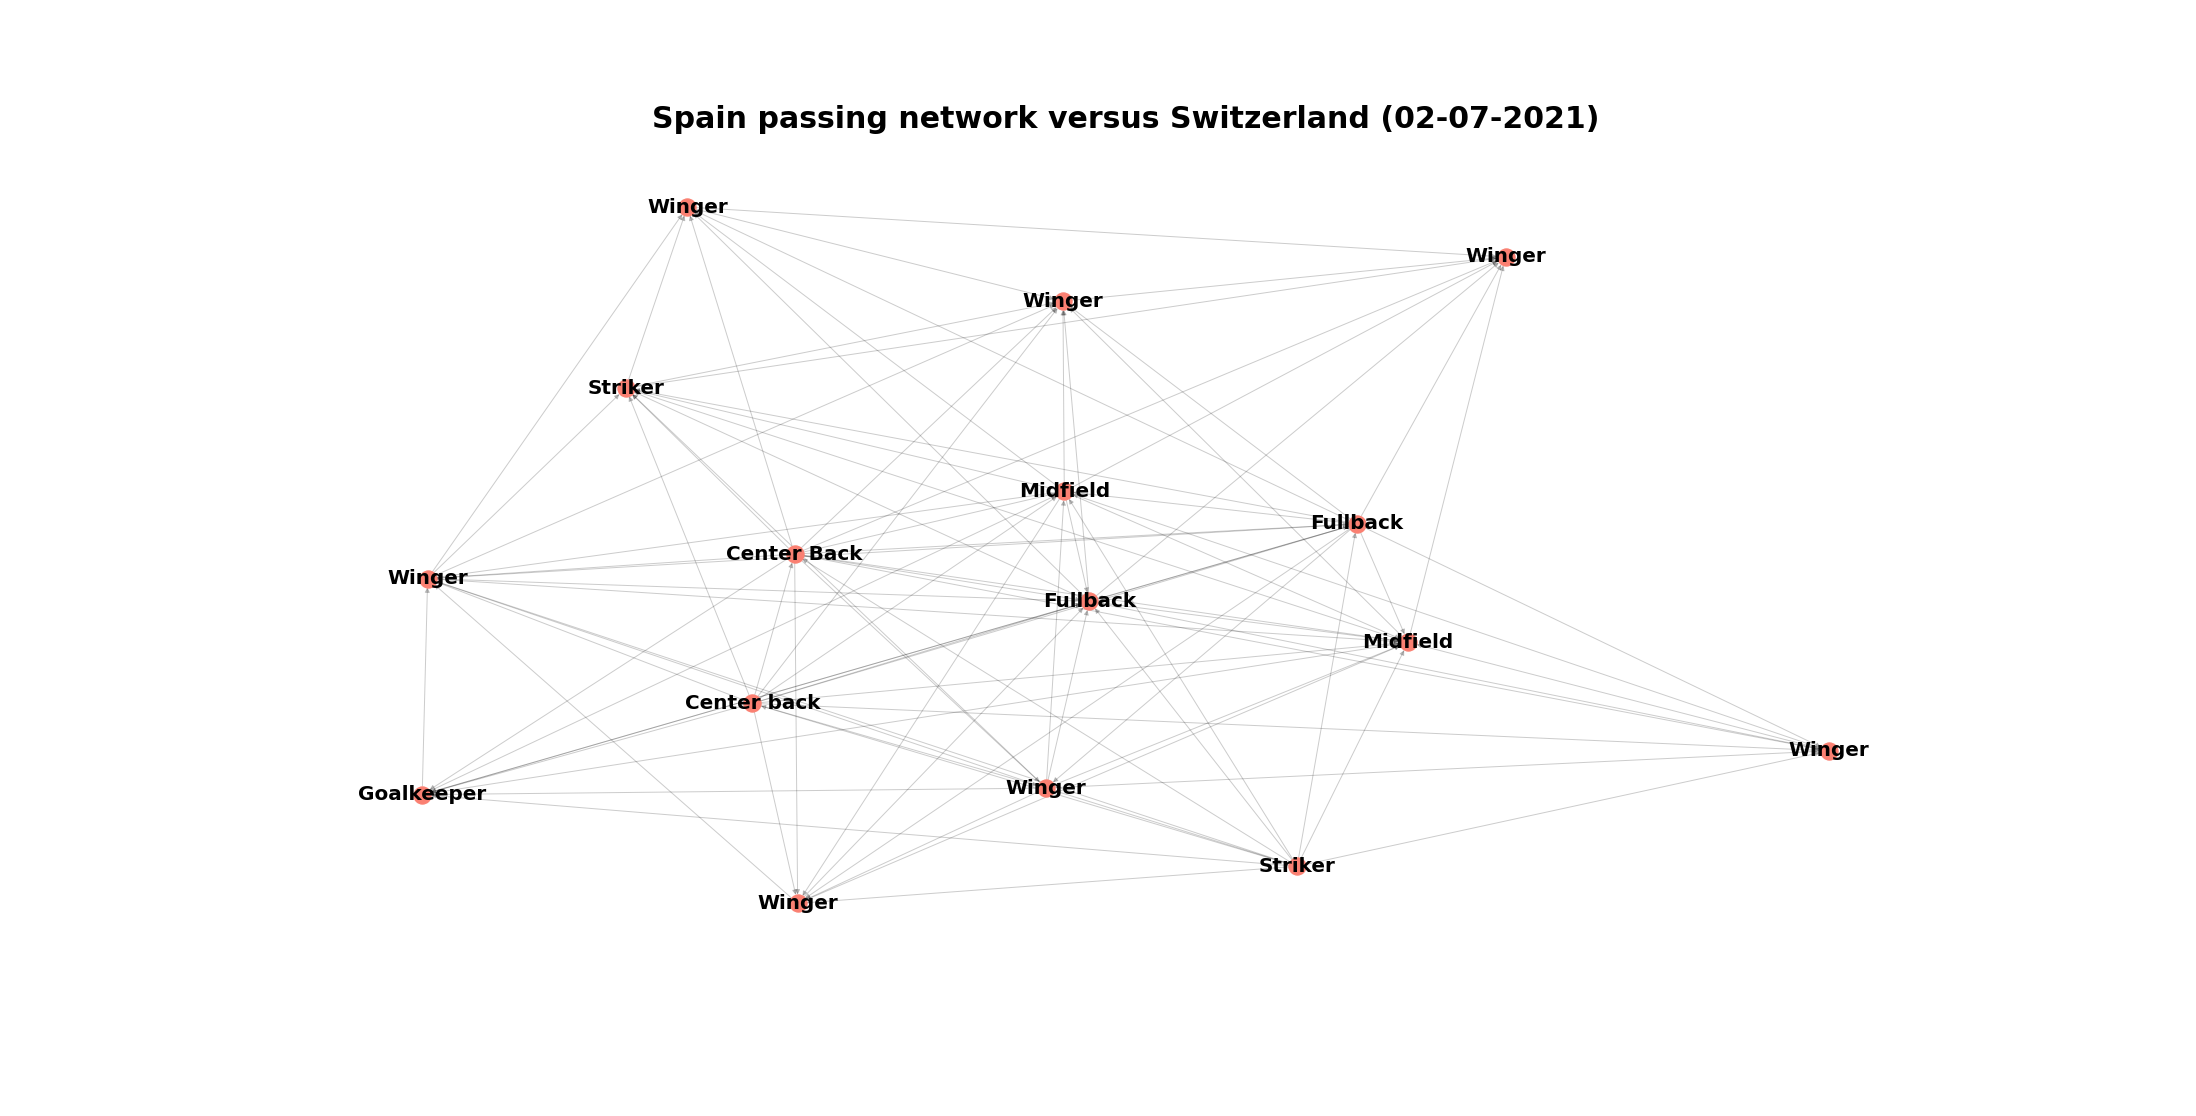 Spain passing network versus Switzerland (02-07-2021)
Winger
Winger
Winger
Striker
Midfield
Fullback
Center Back
Winger
Fullback
Midfield
Center back
Winger
Winger
Goalkeeper
Striker
Winger